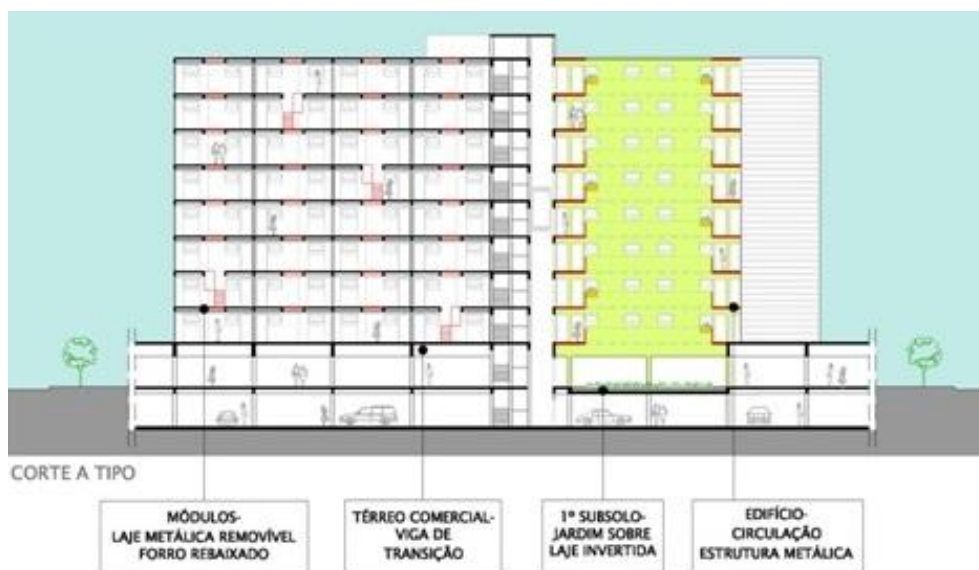 CORTE A TIPO
MÓDULOS-
LAJE METÁLICA REMOVÍVEL
FORRO REBAIXADO
TÉRREO COMERCIAL-
VIGA DE
TRANSIÇÃO
1º SUBSOLO-
JARDIM SOBRE
LAJE INVERTIDA
EDIFÍCIO-
CIRCULAÇÃO
ESTRUTURA METÁLICA